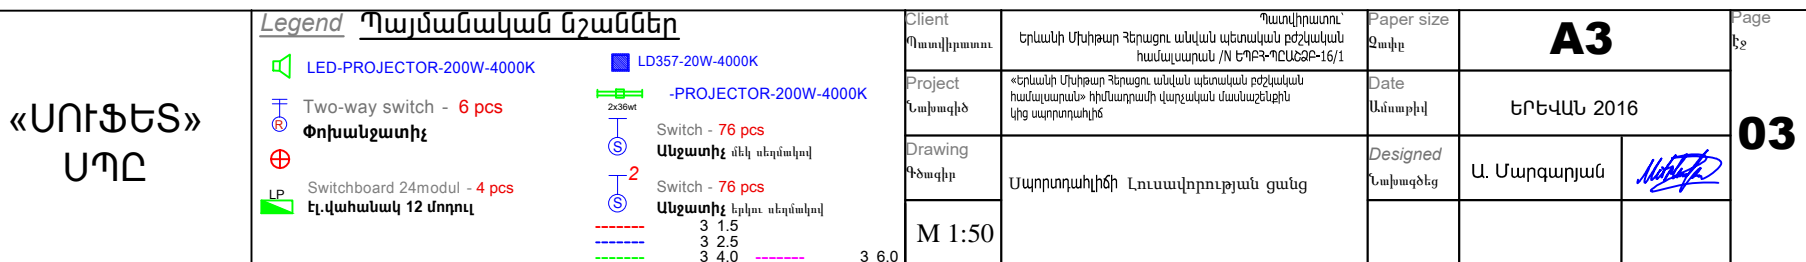 «ՍՈՒՖԵՏ»
ՍՊԸ
Legend Պայմանական նշաններ
LED-PROJECTOR-200W-4000K
Two-way switch - 6 pcs
R
Փոխանջատիչ
LP
Switchboard 24modul - 4 pcs
էլ.վահանակ 12 մոդուլ
LD357-20W-4000K
-PROJECTOR-200W-4000K
2x36wt
Switch - 76 pcs
S
Անջատիչ մեկ սեղմակով
2
Switch - 76 pcs
S
Անջատիչ երկու սեղմակով
3 1.5
3 2.5
3 4.0
3 6.0
Client
Պատվիրատու
Պատվիրատու՝
Երևանի Մխիթար Հերացու անվան պետական բժշկական
համալսարան /N ԵՊԲՀ-ՊԸԱՇՁԲ-16/1
Project
Նախագիծ
«Երևանի Մխիթար Հերացու անվան պետական բժշկական
համալսարան» հիմնադրամի վարչական մասնաշենքին
կից սպորտդահլիճ
Drawing
Գծագիր
Սպորտդահլիճի Լուսավորության ցանց
M 1:50
Paper size
Չափը
A3
Date
Ամսաթիվ
ԵՐԵՎԱՆ 2016
Designed
Նախագծեց
Ա. Մարգարյան
Page
էջ
03